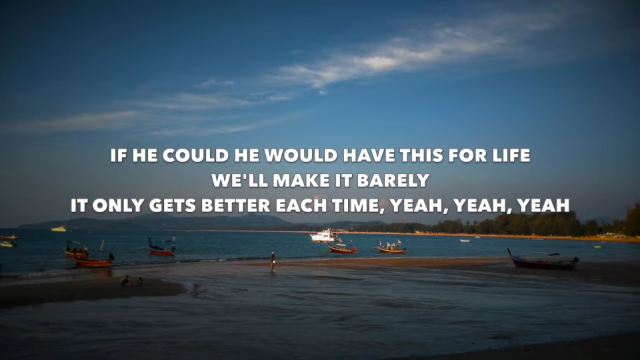 IF HE COULD HE WOULD HAVE THIS FOR LIFE
WE'LL MAKE IT BARELY
IT ONLY GETS BETTER EACH TIME, YEAH, YEAH, YEAH